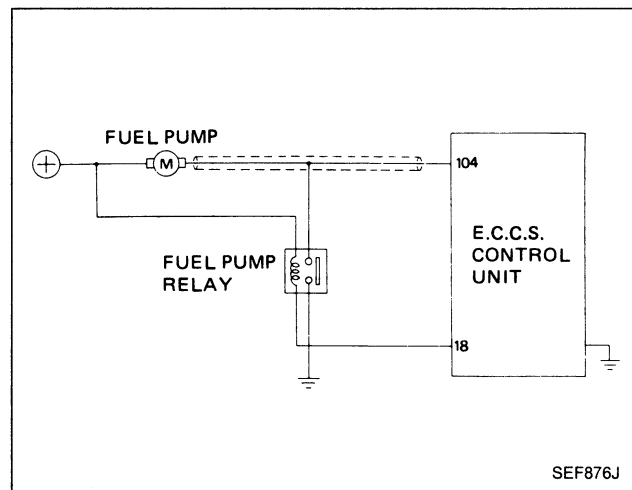 FUEL PUMP
M
104
E.C.C.S.
CONTROL
UNIT
FUEL PUMP
RELAY
18
SEF876J